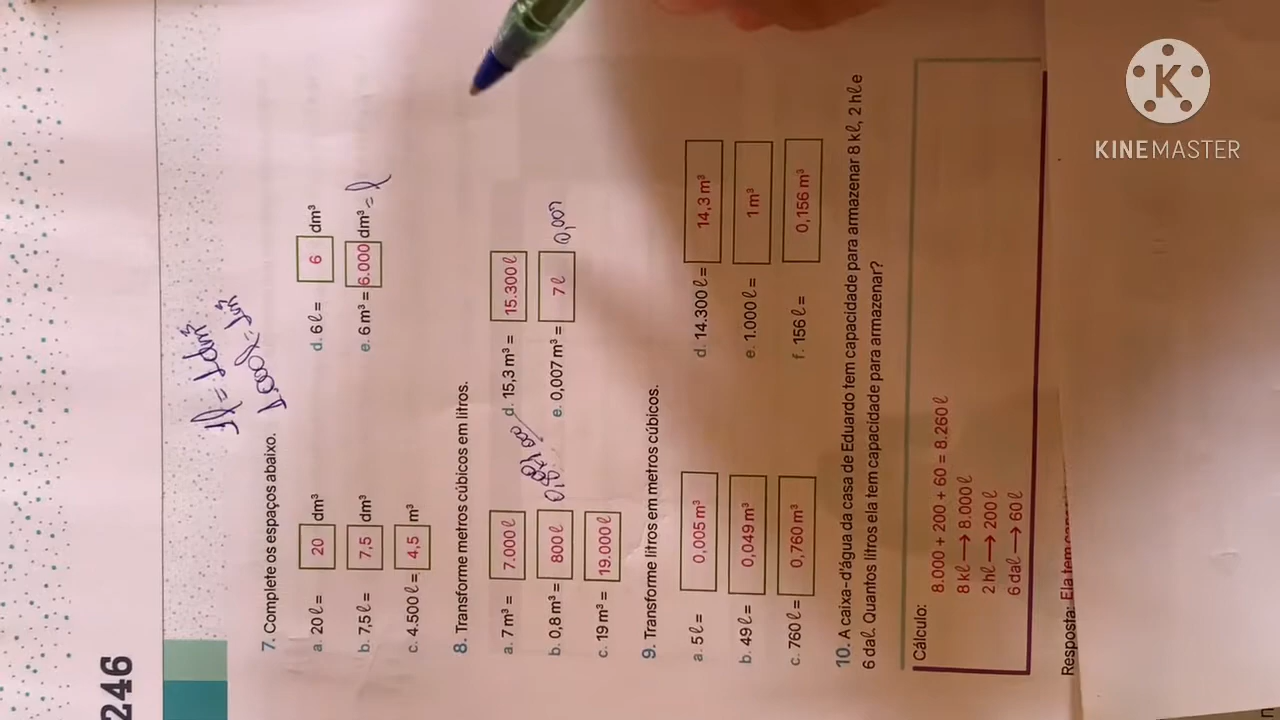 246
1l = 1dm³
1000l = 1m³
7. Complete os espaços abaixo.
a. 20 ℓ = 20 dm³
d. 6 ℓ = 6 dm³
b. 7,5 ℓ = 7,5 dm³
e. 6 m³ = 6.000 dm³ = l
c. 4.500 ℓ = 4,5 m³
8. Transforme metros cúbicos em litros.
a. 7 m³ = 7.000 ℓ
d. 15,3 m³ = 15.300 ℓ
b. 0,8 m³ = 800 ℓ
e. 0,007 m³ = 7 ℓ 0,007
c. 19 m³ = 19.000 ℓ
9. Transforme litros em metros cúbicos.
a. 5 ℓ = 0,005 m³
d. 14.300 ℓ = 14,3 m³
b. 49 ℓ = 0,049 m³
e. 1.000 ℓ = 1 m³
c. 760 ℓ = 0,760 m³
f. 156 ℓ = 0,156 m³
10. A caixa-d'água da casa de Eduardo tem capacidade para armazenar 8 kℓ, 2 hℓ e
6 daℓ. Quantos litros ela tem capacidade para armazenar?
Cálculo:
8.000 + 200 + 60 = 8.260 ℓ
8 kℓ → 8.000 ℓ
2 hℓ → 200 ℓ
6 daℓ → 60 ℓ
Resposta: Ela tem
K
KINEMASTER